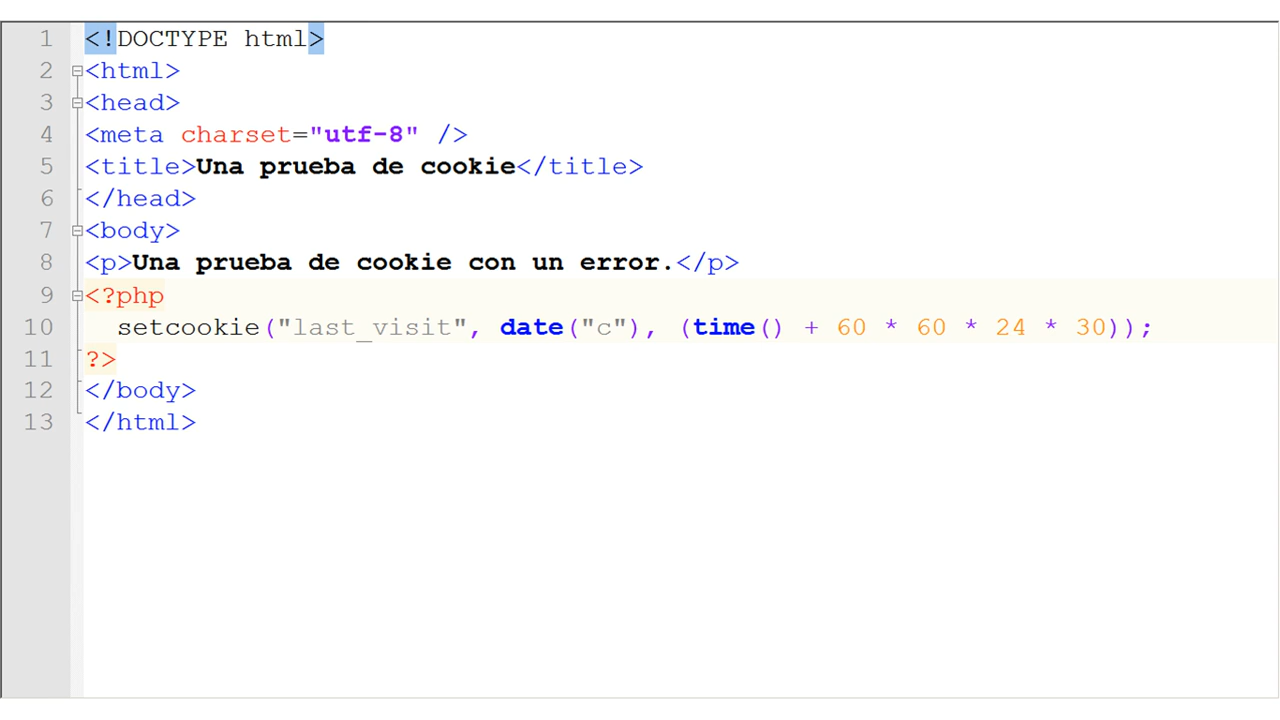 1 <!DOCTYPE html>
2 <html>
3 <head>
4 <meta charset="utf-8" />
5 <title>Una prueba de cookie</title>
6 </head>
7 <body>
8 <p>Una prueba de cookie con un error.</p>
9 <?php
10 setcookie("last_visit", date("c"), (time() + 60 * 60 * 24 * 30));
11 ?>
12 </body>
13 </html>